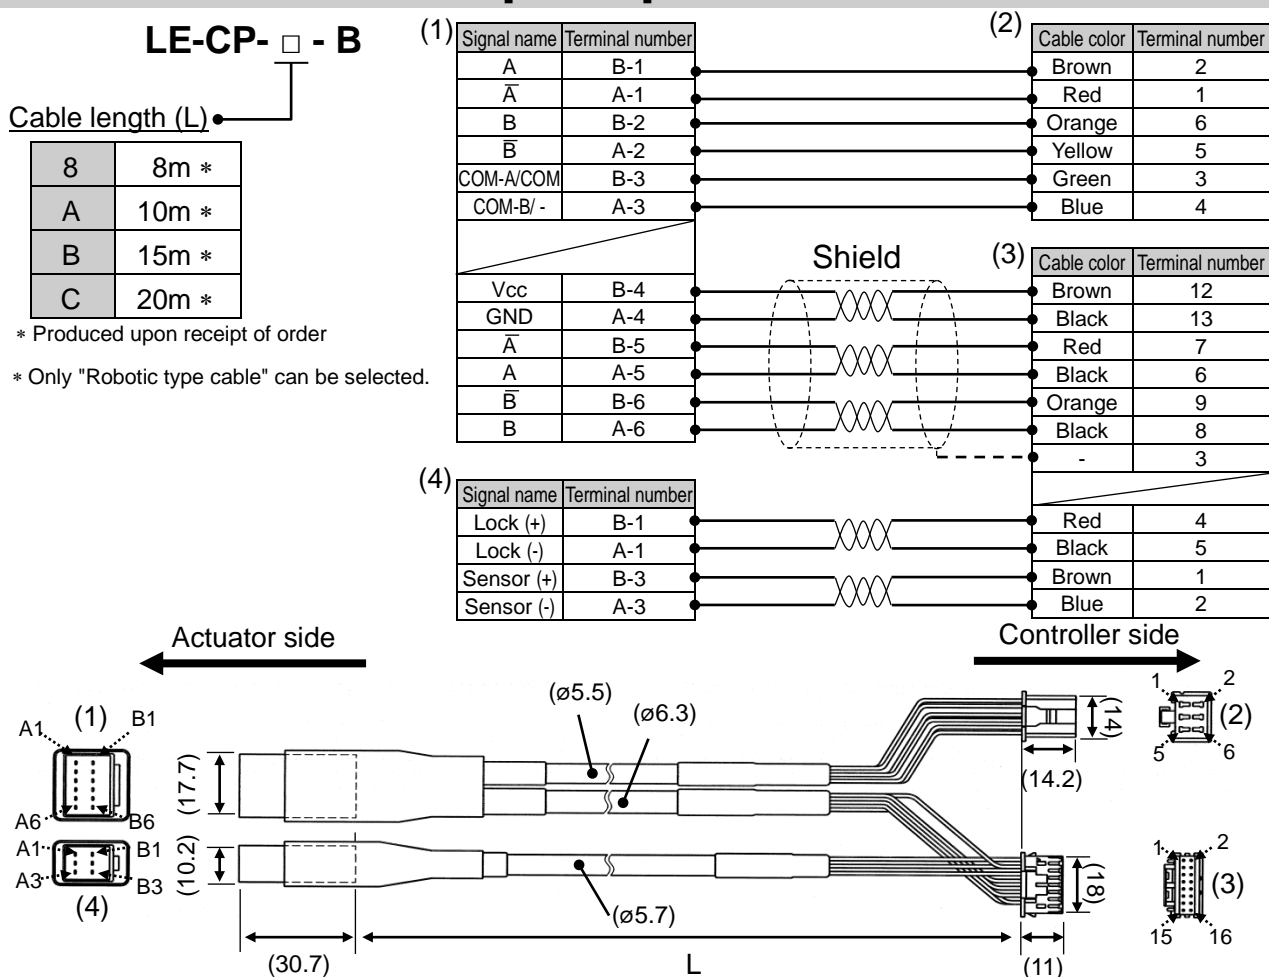 LE-CP- □ - B
Cable length (L)
8 8m *
A 10m *
B 15m *
C 20m *
* Produced upon receipt of order
* Only "Robotic type cable" can be selected.
(1)
Signal name Terminal number
A B-1
A̅ A-1
B B-2
B̅ A-2
COM-A/COM B-3
COM-B/ - A-3
Vcc B-4
GND A-4
A̅ B-5
A A-5
B̅ B-6
B A-6
(2)
Cable color Terminal number
Brown 2
Red 1
Orange 6
Yellow 5
Green 3
Blue 4
Shield
(3)
Cable color Terminal number
Brown 12
Black 13
Red 7
Black 6
Orange 9
Black 8
- 3
Red 4
Black 5
Brown 1
Blue 2
(4)
Signal name Terminal number
Lock (+) B-1
Lock (-) A-1
Sensor (+) B-3
Sensor (-) A-3
Actuator side
Controller side
A1 (1) B1
A6 B6
A1 B1
A3 B3
(4)
(17.7)
(10.2)
(ø5.5)
(ø6.3)
(ø5.7)
(30.7)
L
(14)
(14.2)
(18)
(11)
1 2
(2)
5 6
1 2
(3)
15 16